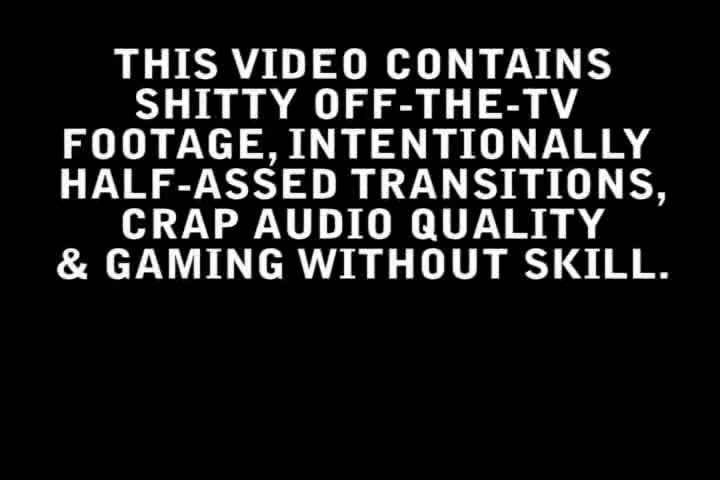 THIS VIDEO CONTAINS
SHITTY OFF-THE-TV
FOOTAGE, INTENTIONALLY
HALF-ASSED TRANSITIONS,
CRAP AUDIO QUALITY
& GAMING WITHOUT SKILL.